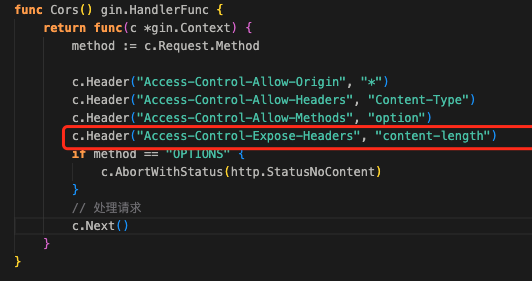 func Cors() gin.HandlerFunc {
    return func(c *gin.Context) {
        method := c.Request.Method

        c.Header("Access-Control-Allow-Origin", "*")
        c.Header("Access-Control-Allow-Headers", "Content-Type")
        c.Header("Access-Control-Allow-Methods", "option")
        c.Header("Access-Control-Expose-Headers", "content-length")
        if method == "OPTIONS" {
            c.AbortWithStatus(http.StatusNoContent)
        }
        // 处理请求
        c.Next()
    }
}